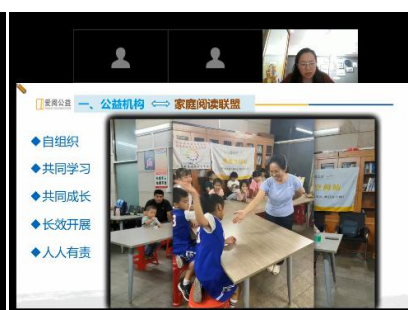 爱阅公益
一、公益机构 ⟺ 家庭阅读联盟
◆自组织
◆共同学习
◆共同成长
◆长效开展
◆人人有责